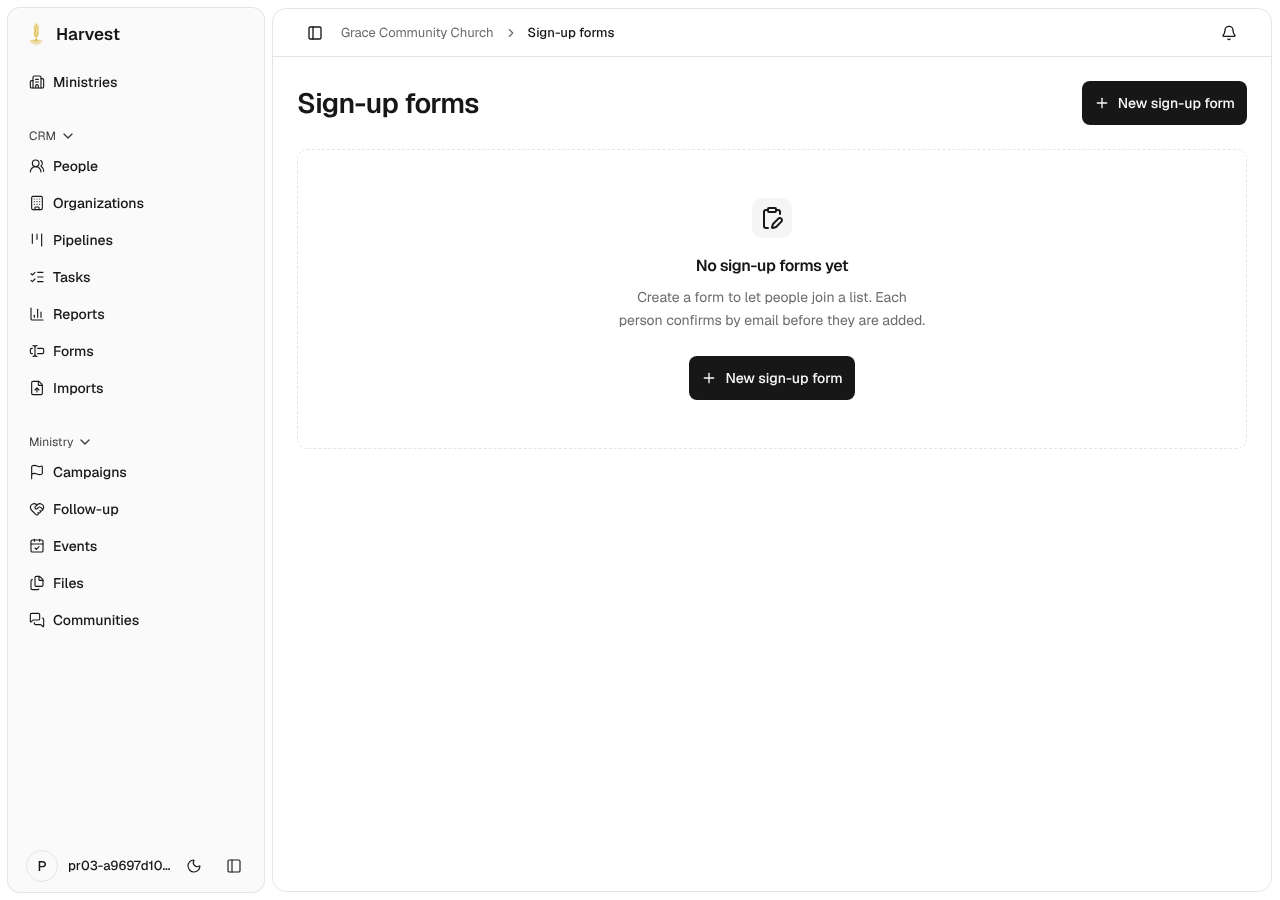 Harvest
Ministries
CRM
People
Organizations
Pipelines
Tasks
Reports
Forms
Imports
Ministry
Campaigns
Follow-up
Events
Files
Communities
P
pr03-a9697d10…
Grace Community Church
Sign-up forms
Sign-up forms
New sign-up form
No sign-up forms yet
Create a form to let people join a list. Each
person confirms by email before they are added.
New sign-up form